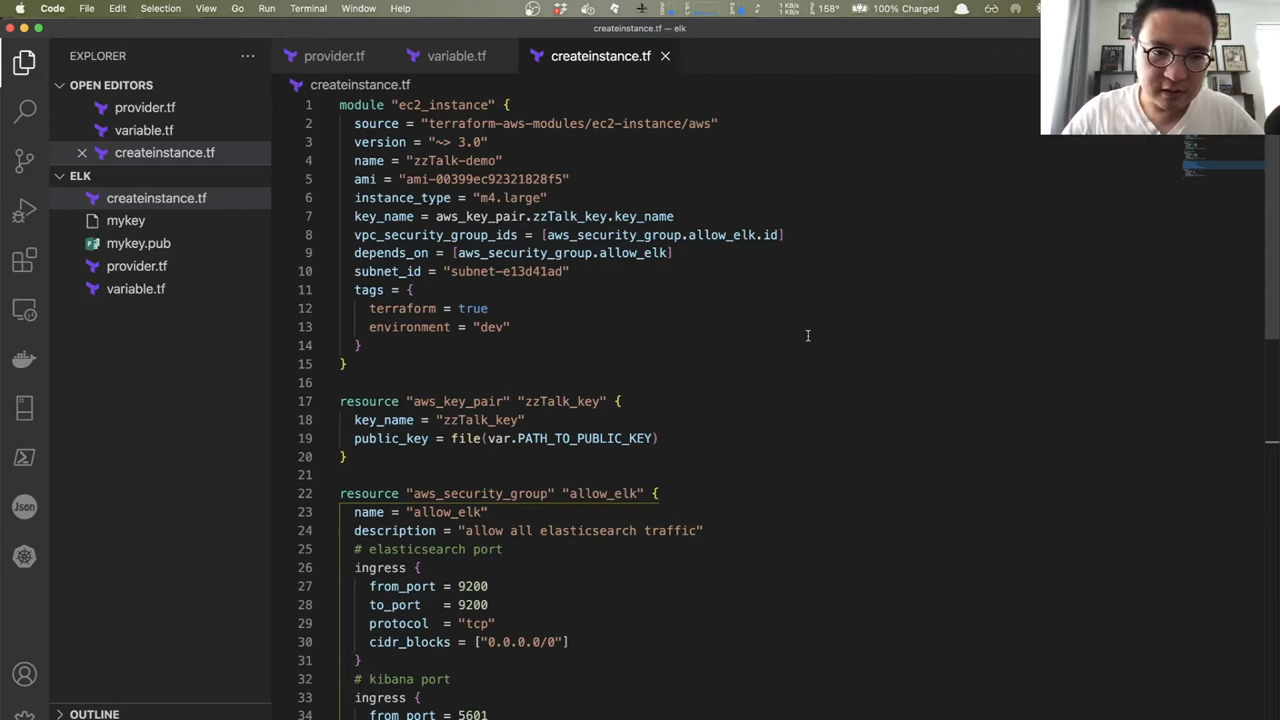 Code File Edit Selection View Go Run Terminal Window Help
1 KB/s
158° 100% Charged
createinstance.tf — elk
EXPLORER
provider.tf variable.tf createinstance.tf
OPEN EDITORS
createinstance.tf
provider.tf
variable.tf
createinstance.tf
ELK
createinstance.tf
mykey
mykey.pub
provider.tf
variable.tf
Json
OUTLINE
1 module "ec2_instance" {
2 source = "terraform-aws-modules/ec2-instance/aws"
3 version = "~> 3.0"
4 name = "zzTalk-demo"
5 ami = "ami-00399ec92321828f5"
6 instance_type = "m4.large"
7 key_name = aws_key_pair.zzTalk_key.key_name
8 vpc_security_group_ids = [aws_security_group.allow_elk.id]
9 depends_on = [aws_security_group.allow_elk]
10 subnet_id = "subnet-e13d41ad"
11 tags = {
12 terraform = true
13 environment = "dev"
14 }
15 }
16
17 resource "aws_key_pair" "zzTalk_key" {
18 key_name = "zzTalk_key"
19 public_key = file(var.PATH_TO_PUBLIC_KEY)
20 }
21
22 resource "aws_security_group" "allow_elk" {
23 name = "allow_elk"
24 description = "allow all elasticsearch traffic"
25 # elasticsearch port
26 ingress {
27 from_port = 9200
28 to_port = 9200
29 protocol = "tcp"
30 cidr_blocks = ["0.0.0.0/0"]
31 }
32 # kibana port
33 ingress {
34 from_port = 5601